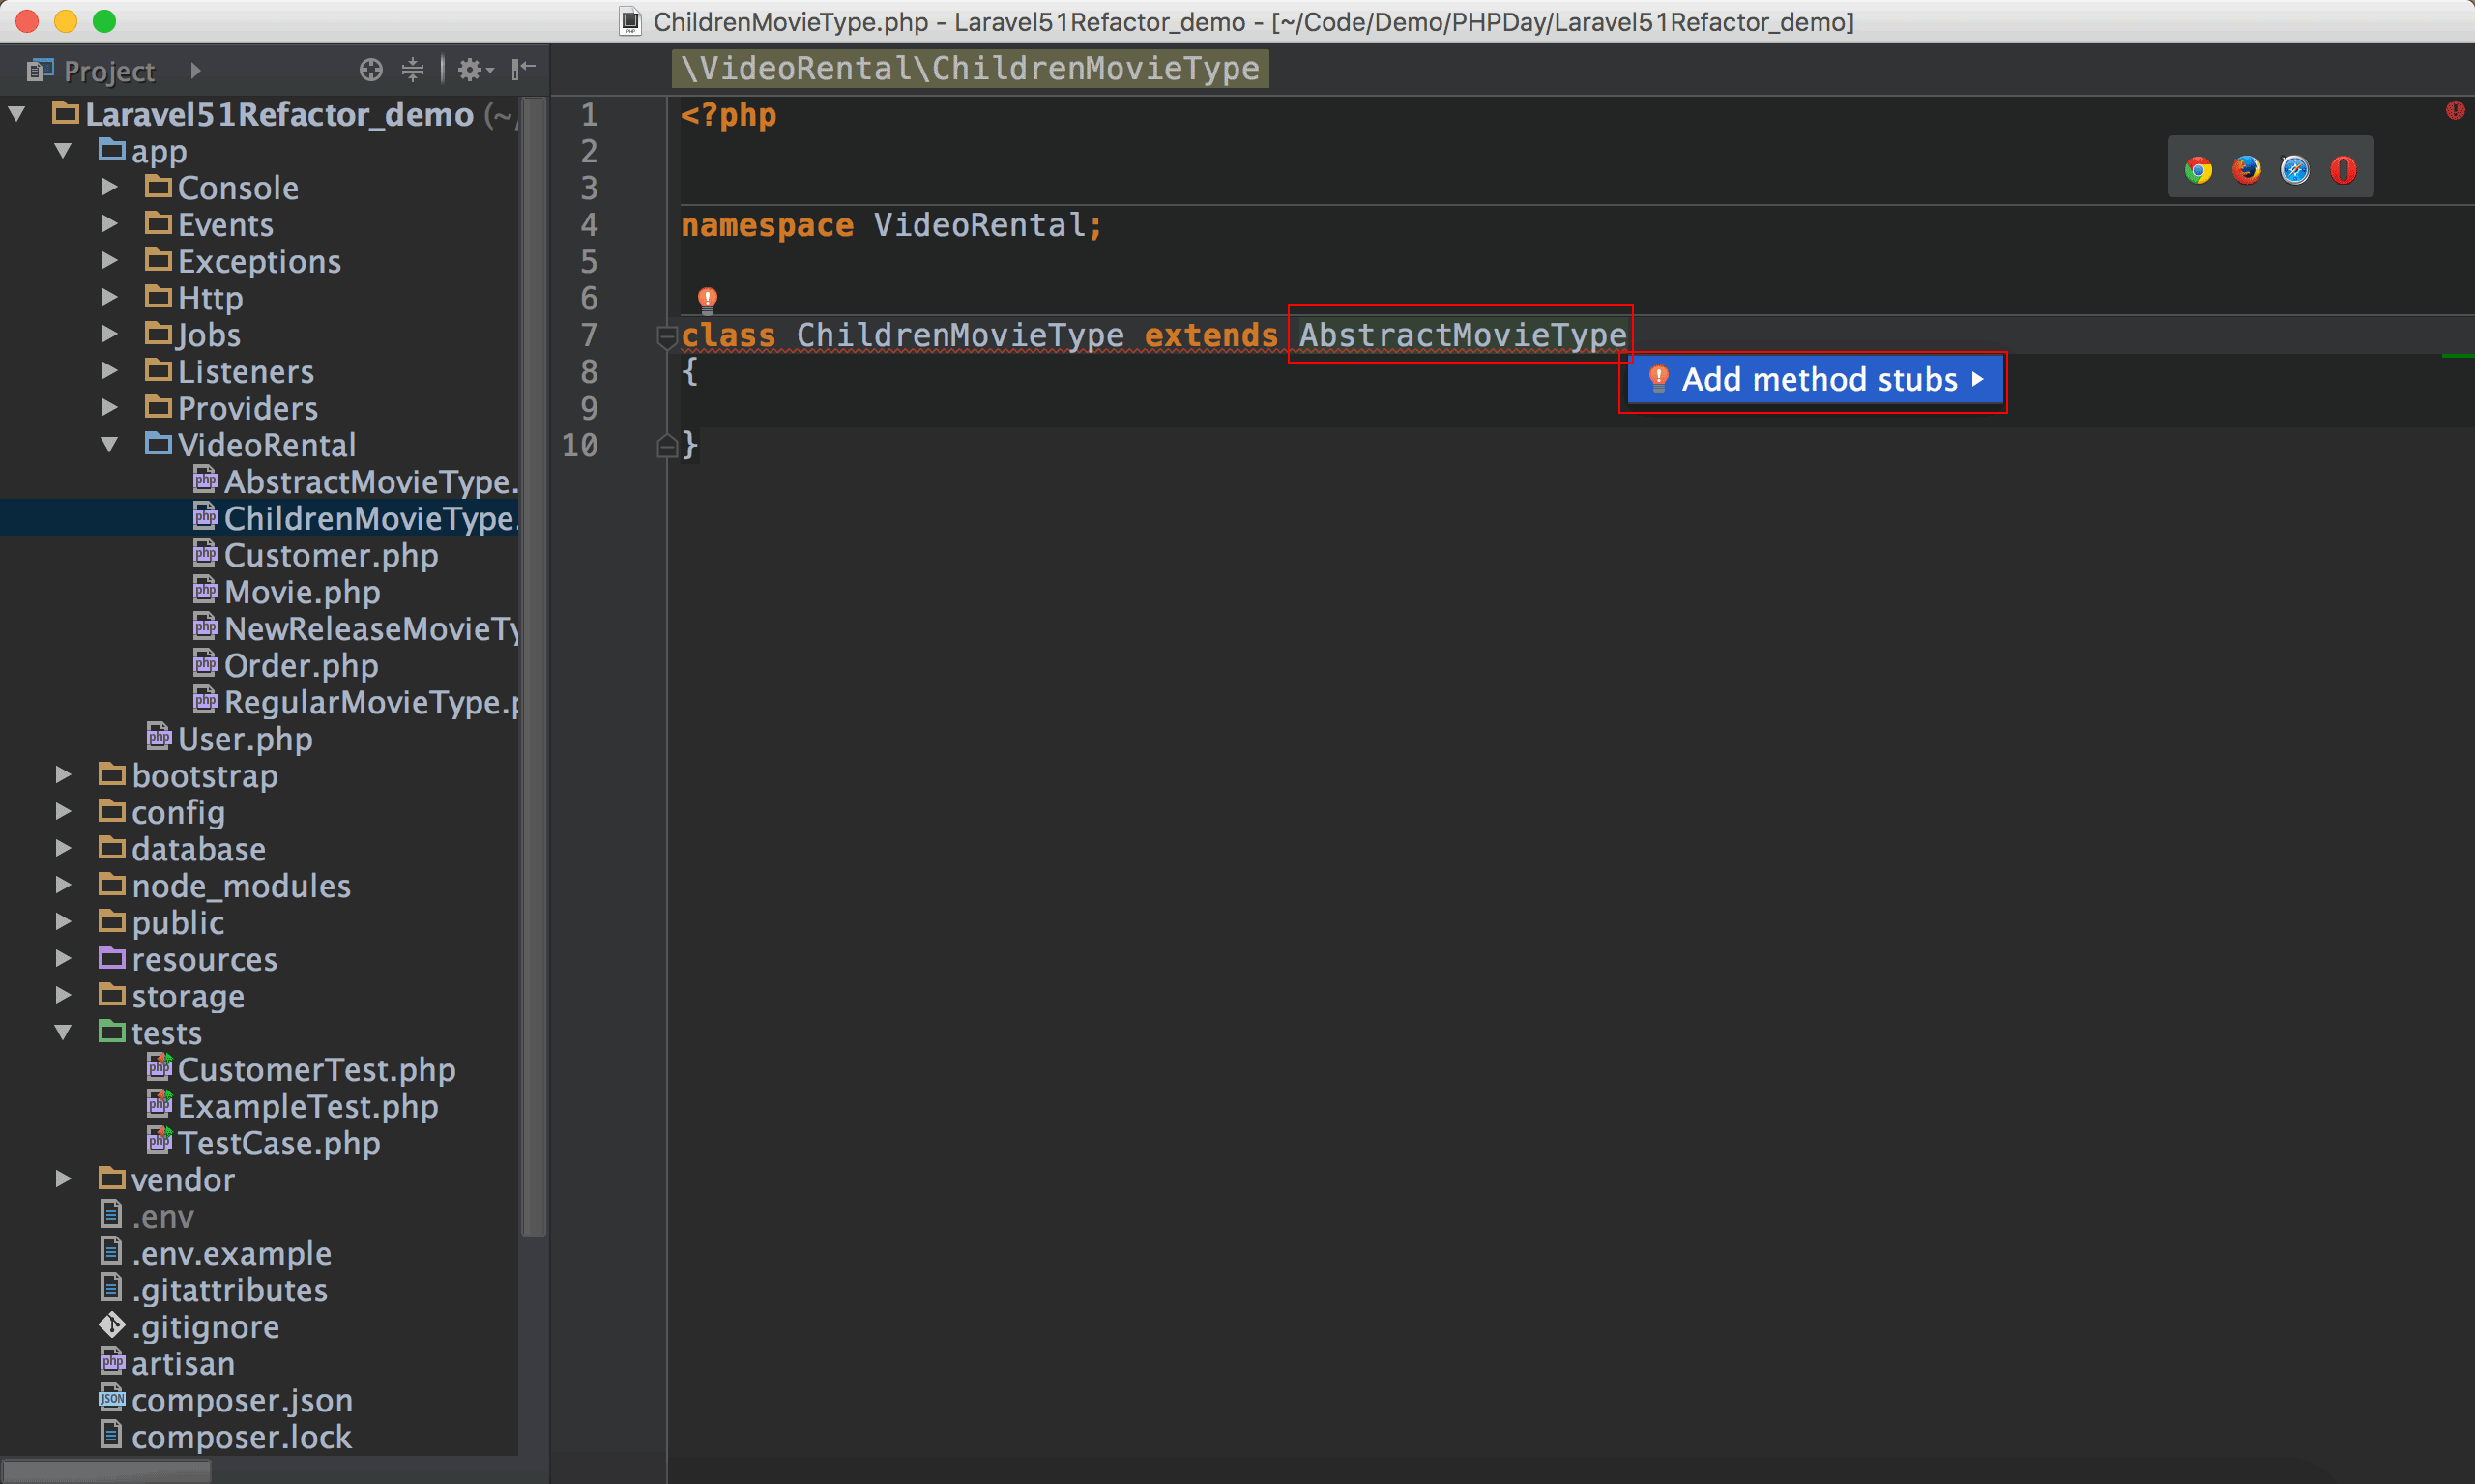 ChildrenMovieType.php - Laravel51Refactor_demo - [~/Code/Demo/PHPDay/Laravel51Refactor_demo]
Project
Laravel51Refactor_demo (~/
app
Console
Events
Exceptions
Http
Jobs
Listeners
Providers
VideoRental
AbstractMovieType.
ChildrenMovieType.
Customer.php
Movie.php
NewReleaseMovieTy
Order.php
RegularMovieType.p
User.php
bootstrap
config
database
node_modules
public
resources
storage
tests
CustomerTest.php
ExampleTest.php
TestCase.php
vendor
.env
.env.example
.gitattributes
.gitignore
artisan
composer.json
composer.lock
\VideoRental\ChildrenMovieType
1 <?php
2
3
4 namespace VideoRental;
5
6
7 class ChildrenMovieType extends AbstractMovieType
8 {
Add method stubs
9
10 }